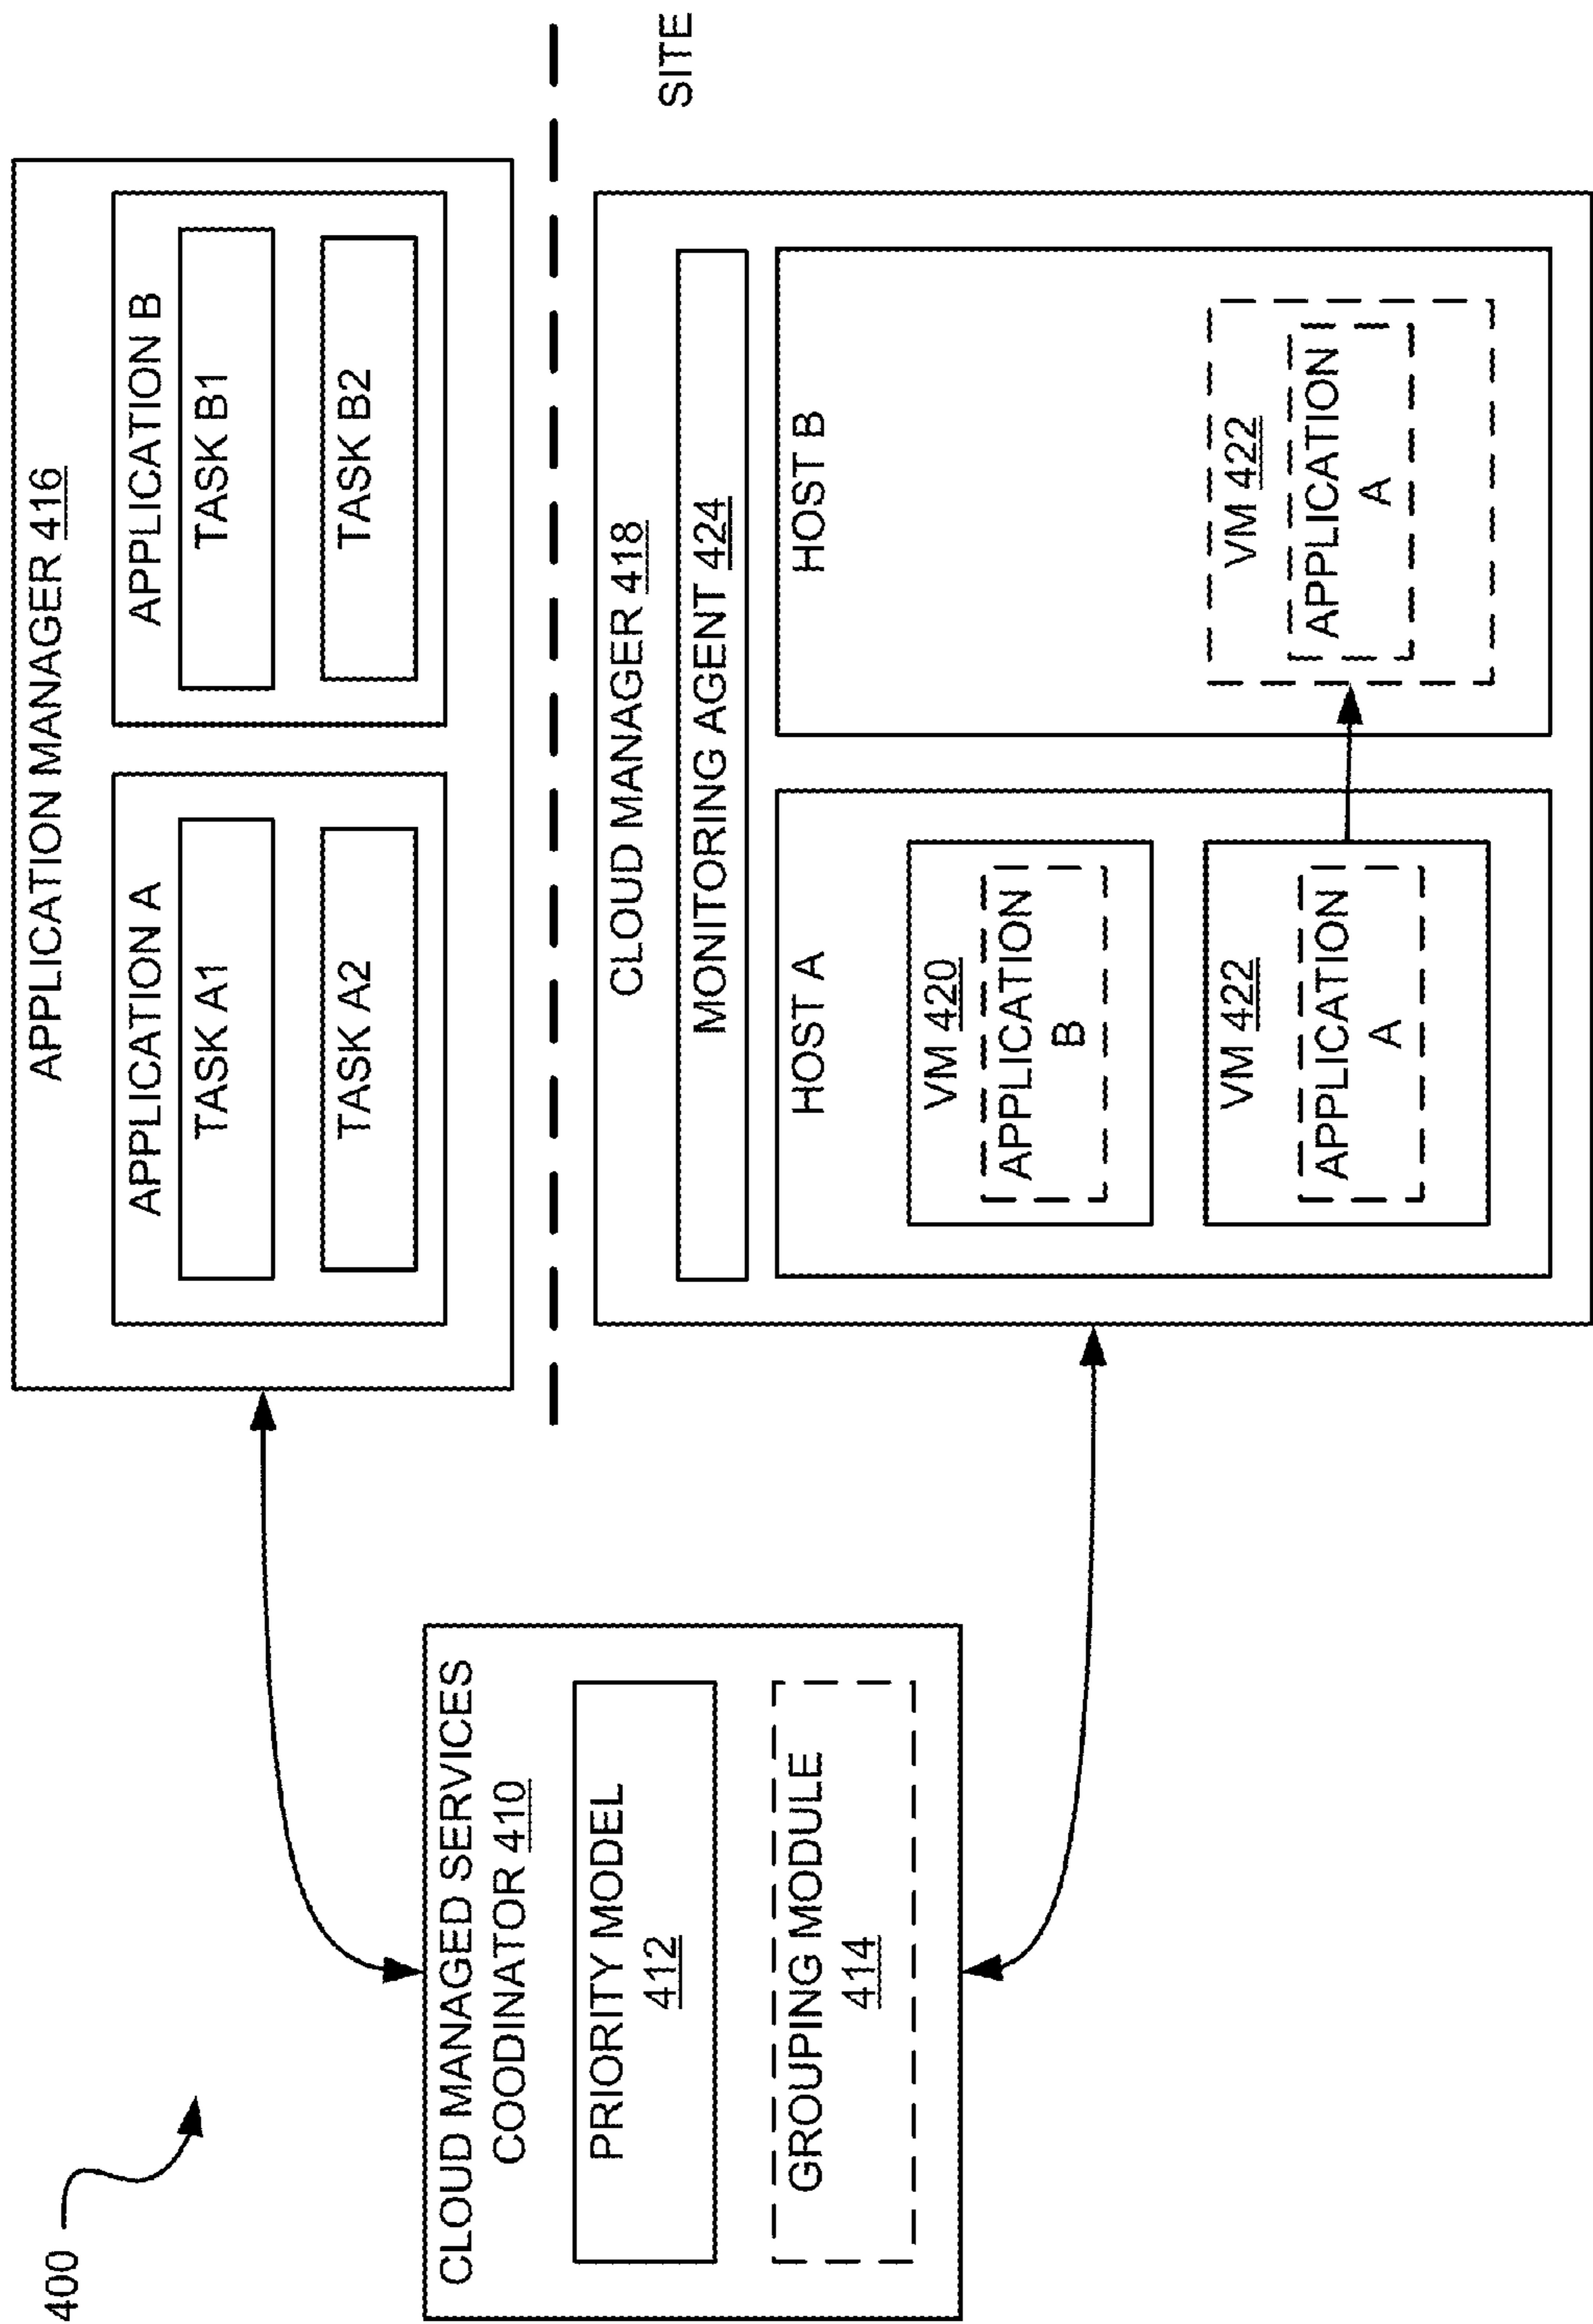 400
CLOUD MANAGED SERVICES
COODINATOR 410
PRIORITY MODEL
412
GROUPING MODULE
414
APPLICATION MANAGER 416
APPLICATION A
TASK A1
TASK A2
APPLICATION B
TASK B1
TASK B2
SITE
CLOUD MANAGER 418
MONITORING AGENT 424
HOST A
VM 420
APPLICATION
B
VM 422
APPLICATION
A
HOST B
VM 422
APPLICATION
A